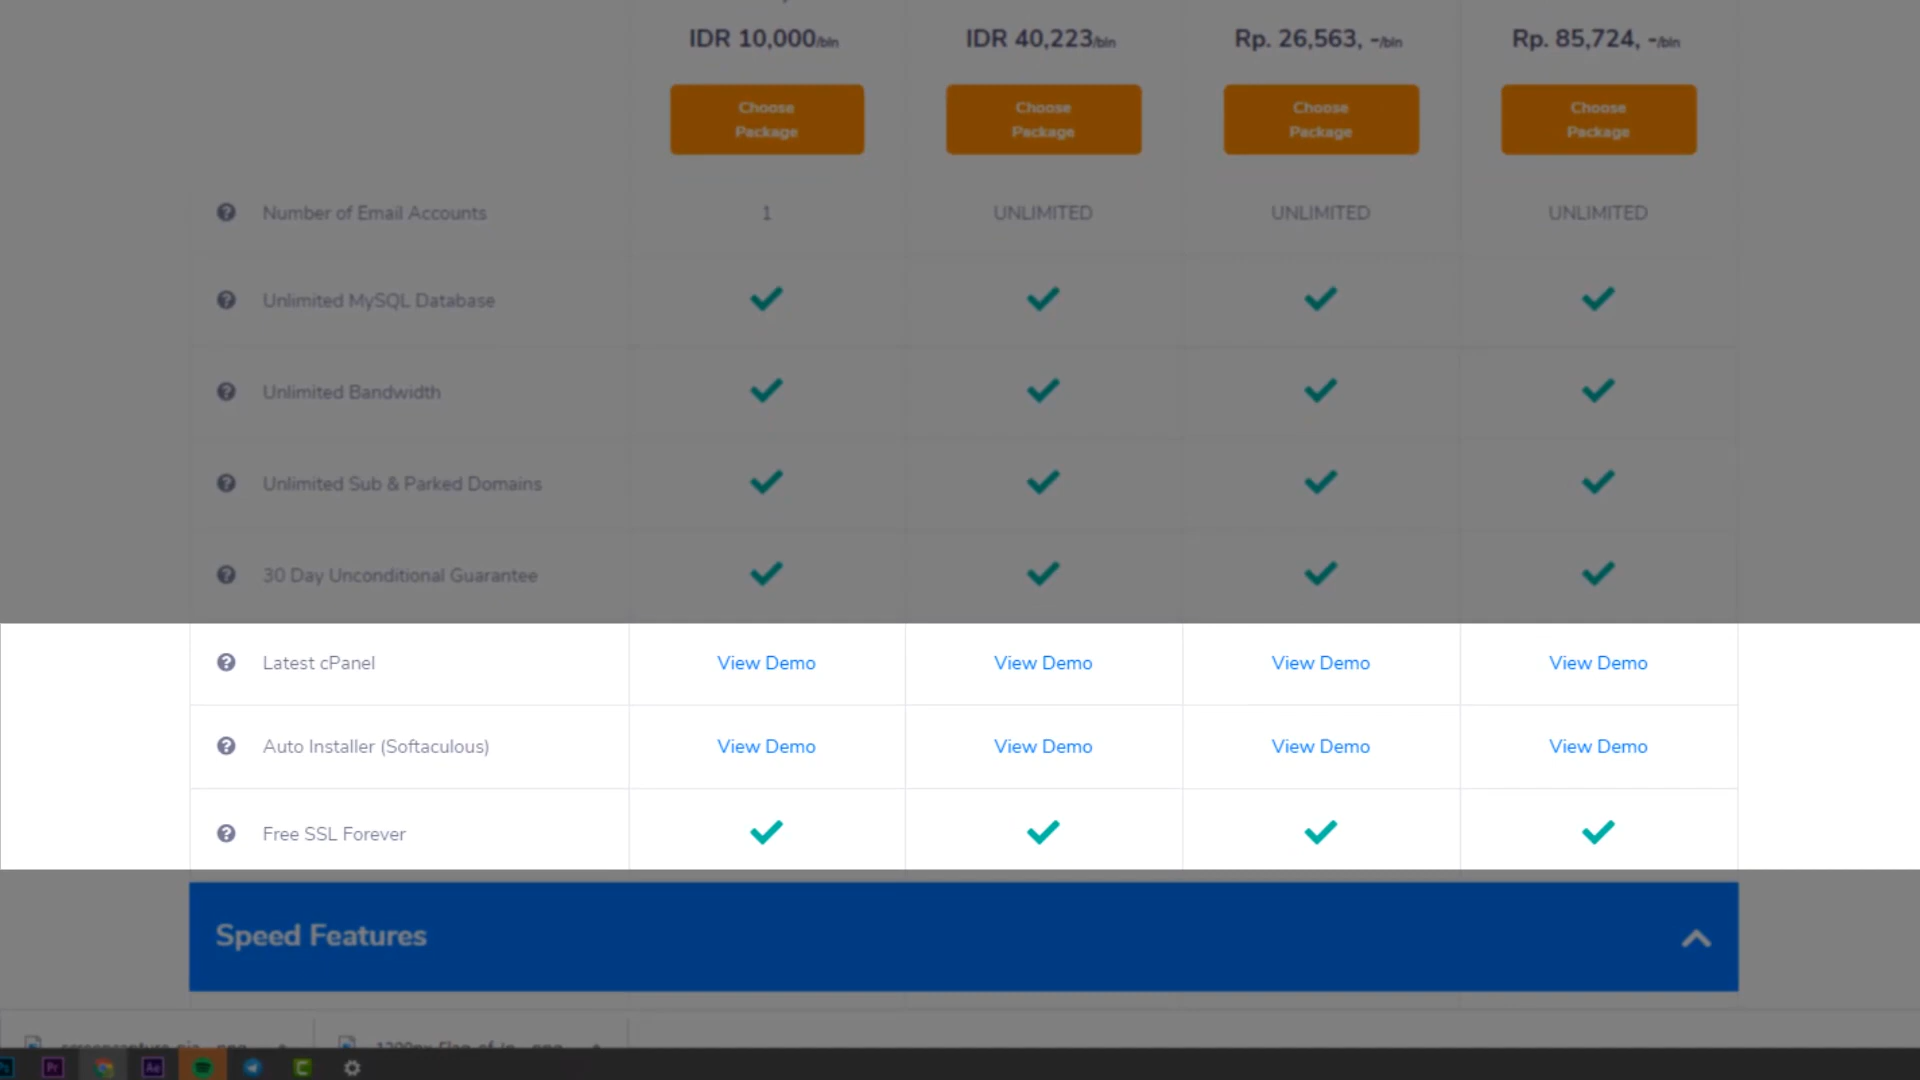 IDR 10,000/bln IDR 40,223/bln Rp. 26,563, -/bln Rp. 85,724, -/bln
Choose Package Choose Package Choose Package Choose Package
Number of Email Accounts 1 UNLIMITED UNLIMITED UNLIMITED
Unlimited MySQL Database
Unlimited Bandwidth
Unlimited Sub & Parked Domains
30 Day Unconditional Guarantee
Latest cPanel View Demo View Demo View Demo View Demo
Auto Installer (Softaculous) View Demo View Demo View Demo View Demo
Free SSL Forever
Speed Features
Pr Ae